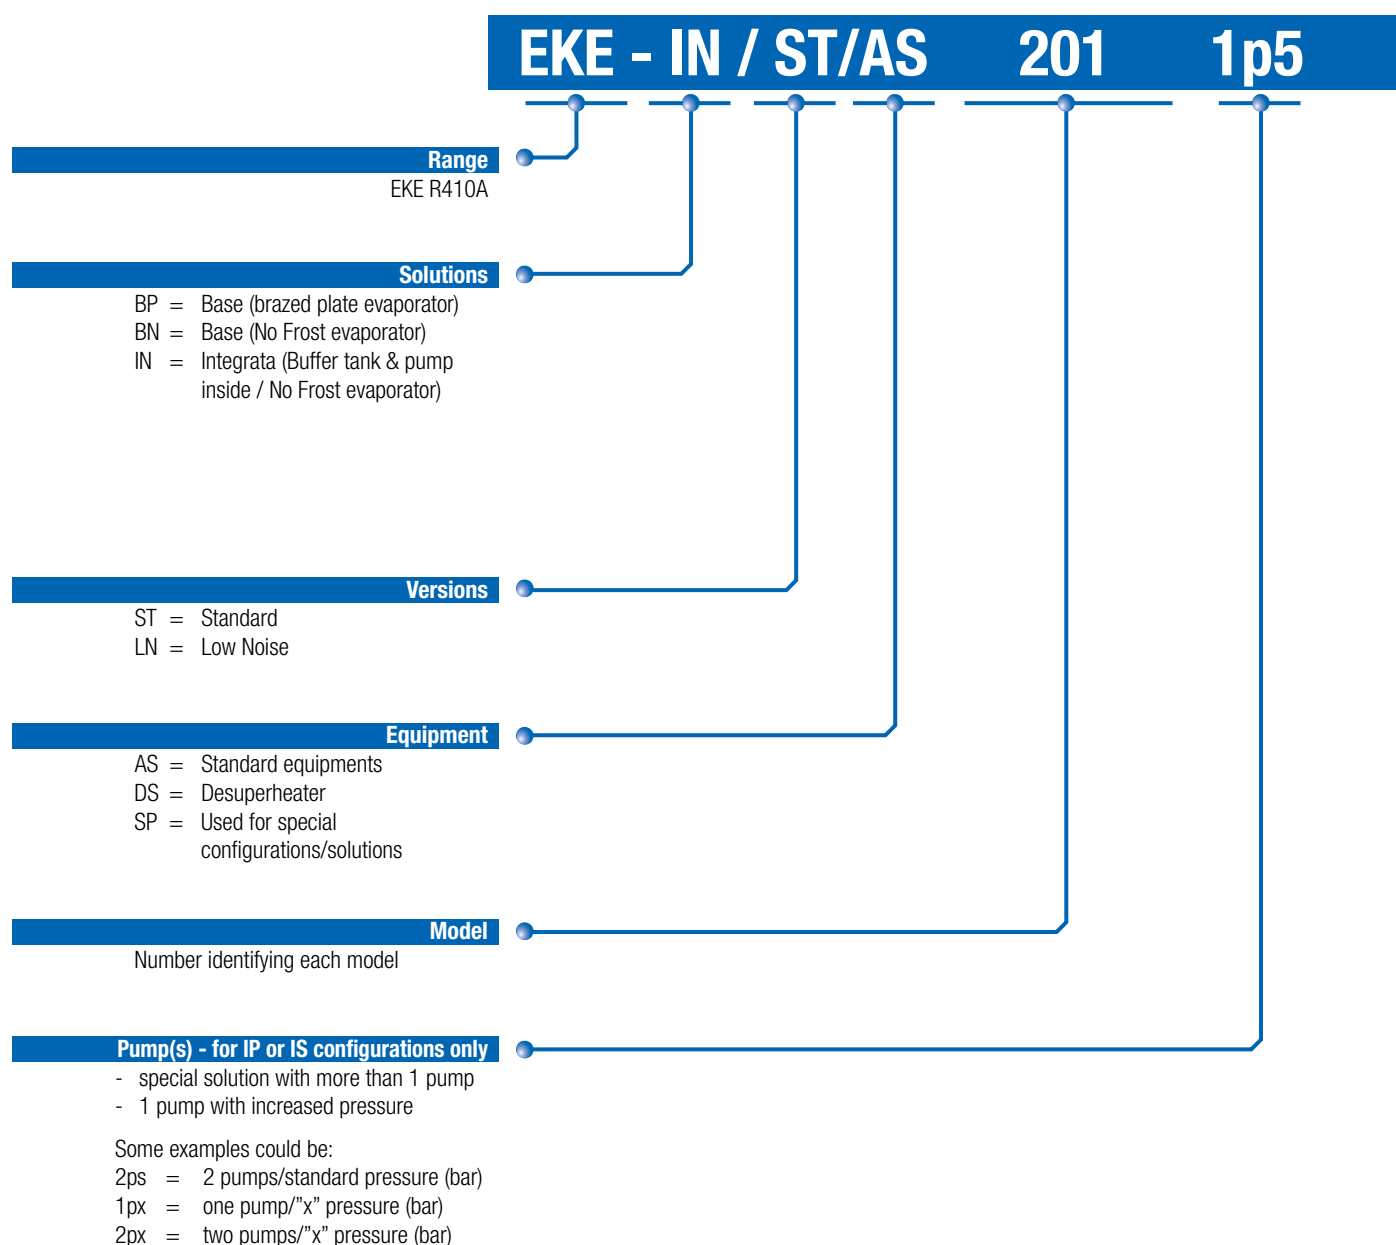 EKE - IN / ST/AS 201 1p5
Range
EKE R410A
Solutions
BP = Base (brazed plate evaporator)
BN = Base (No Frost evaporator)
IN = Integrata (Buffer tank & pump
inside / No Frost evaporator)
Versions
ST = Standard
LN = Low Noise
Equipment
AS = Standard equipments
DS = Desuperheater
SP = Used for special
configurations/solutions
Model
Number identifying each model
Pump(s) - for IP or IS configurations only
- special solution with more than 1 pump
- 1 pump with increased pressure
Some examples could be:
2ps = 2 pumps/standard pressure (bar)
1px = one pump/”x” pressure (bar)
2px = two pumps/”x” pressure (bar)